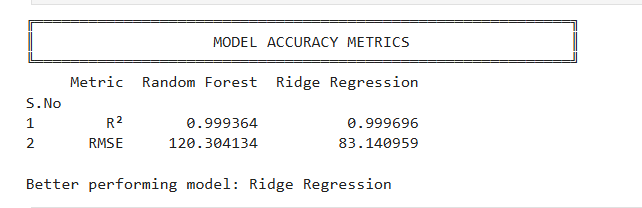 MODEL ACCURACY METRICS
Metric Random Forest Ridge Regression
S.No
1 R² 0.999364 0.999696
2 RMSE 120.304134 83.140959
Better performing model: Ridge Regression